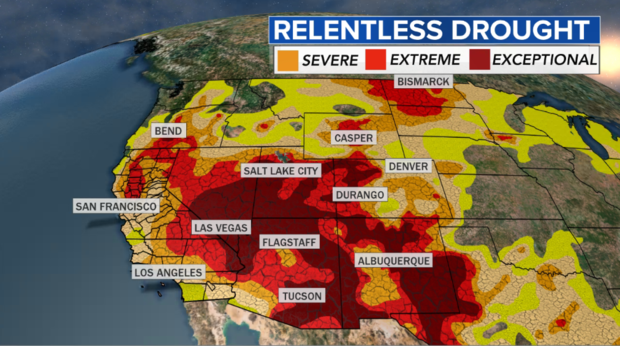 RELENTLESS DROUGHT
SEVERE EXTREME EXCEPTIONAL
BISMARCK
BEND
CASPER
SALT LAKE CITY
DENVER
DURANGO
SAN FRANCISCO
LAS VEGAS
FLAGSTAFF
ALBUQUERQUE
LOS ANGELES
TUCSON